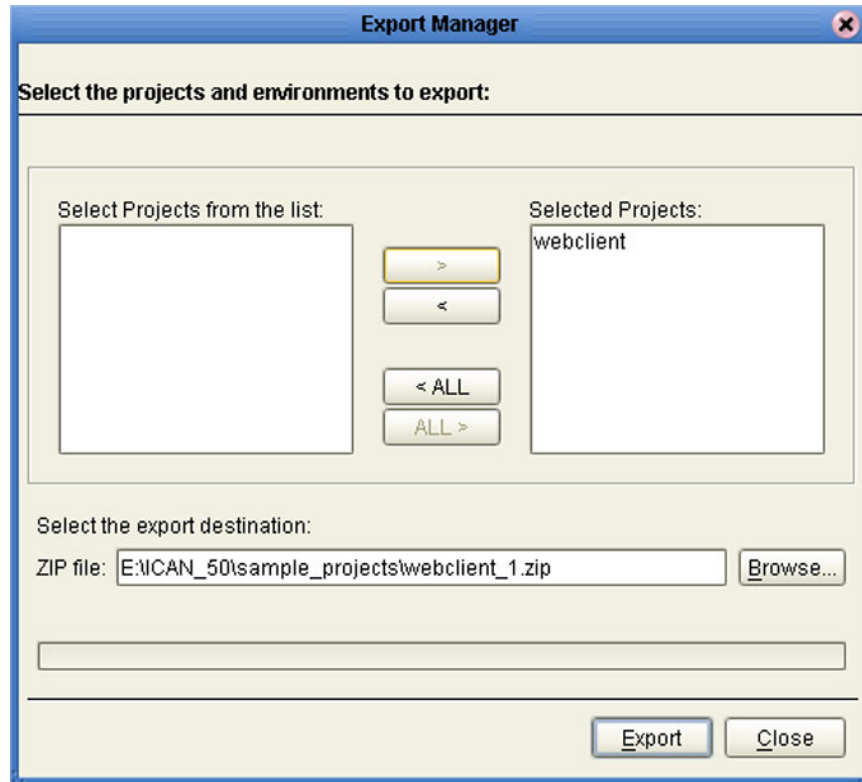 Export Manager
Select the projects and environments to export:
Select Projects from the list:
Selected Projects:
webclient
>
<
< ALL
ALL >
Select the export destination:
ZIP file: E:\ICAN_50\sample_projects\webclient_1.zip Browse...
Export Close